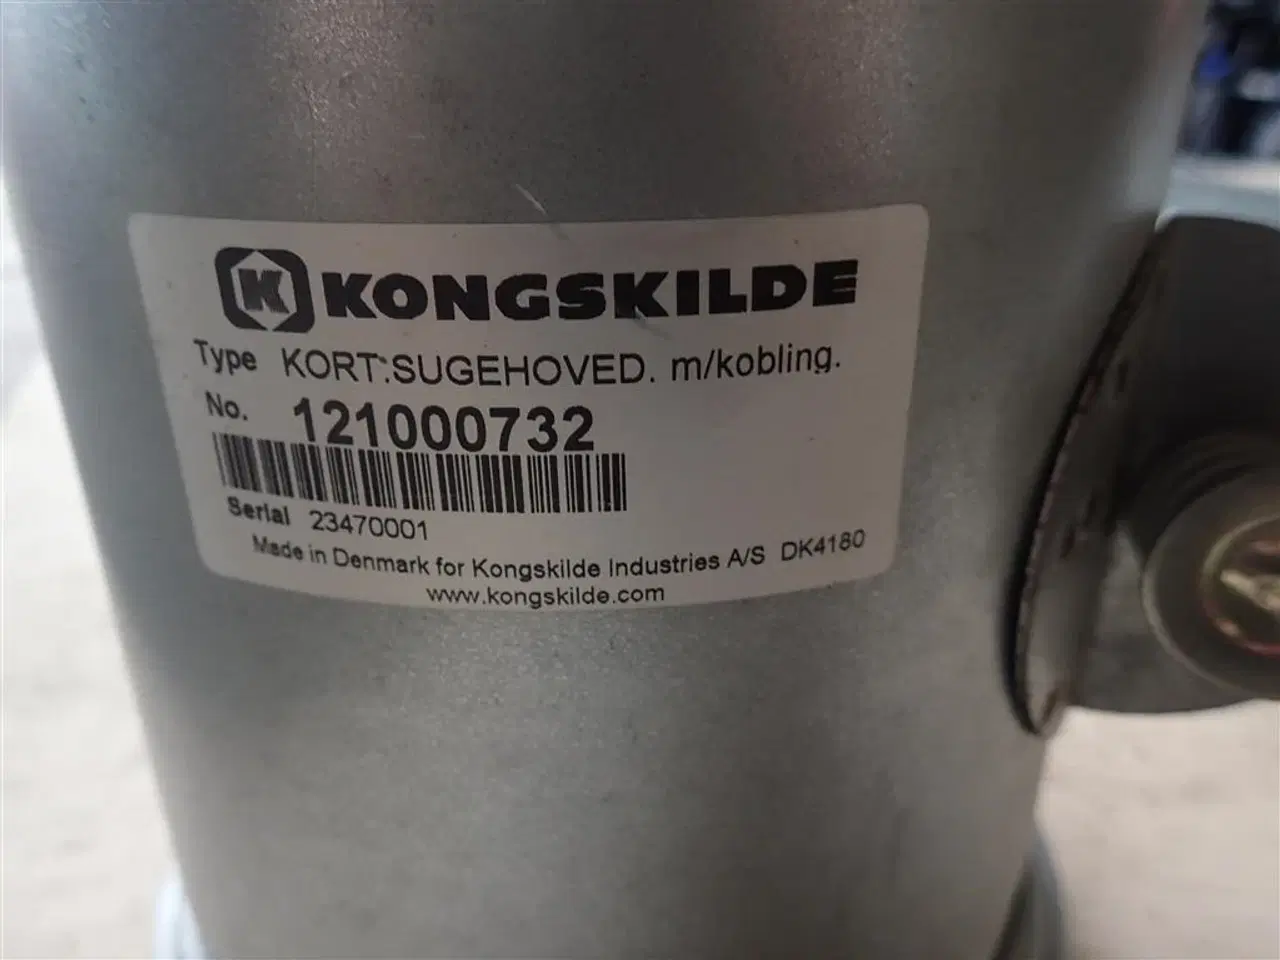 K KONGSKILDE
Type KORT.SUGEHOVED. m/kobling.
No. 121000732
Serial 23470001
Made in Denmark for Kongskilde Industries A/S DK4180
www.kongskilde.com